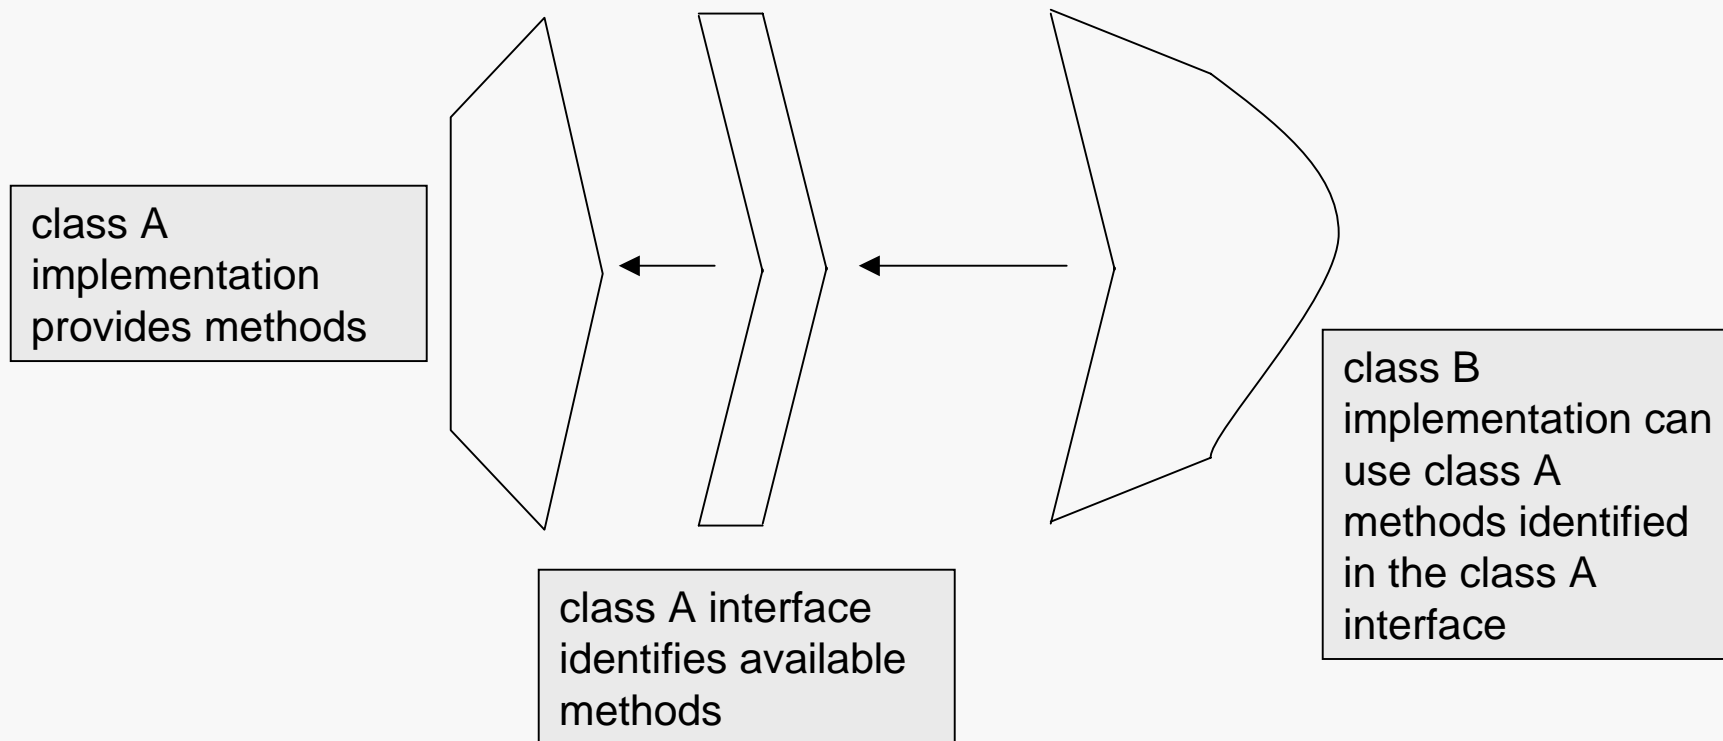 class A
implementation
provides methods
class A interface
identifies available
methods
class B
implementation can
use class A
methods identified
in the class A
interface